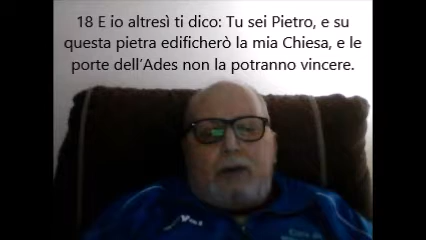 18 E io altresì ti dico: Tu sei Pietro, e su
questa pietra edificherò la mia Chiesa, e le
porte dell’Ades non la potranno vincere.